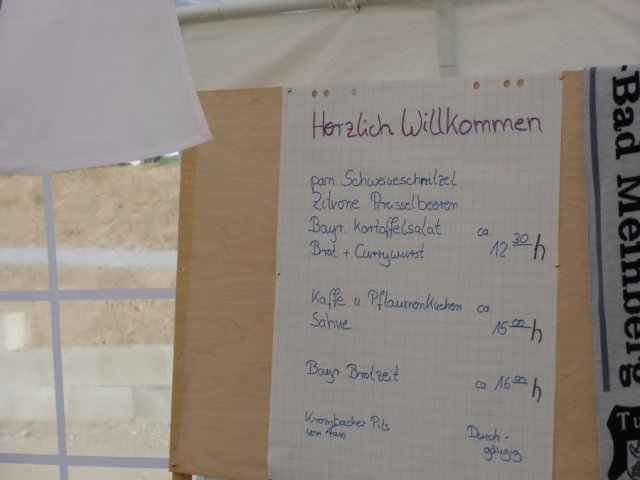 Herzlich Willkommen
pan. Schweineschnitzel
Zitrone Preisselbeeren
Bayr. Kartoffelsalat ca.
Brot + Currywurst 12 30 h
Kaffe u Pflaumenkuchen ca
Sahne 15 00 h
Bayr. Brotzeit ca. 16 00 h
Krombacher Pils Durch-
vom Fass gängig
Bad Meinberg